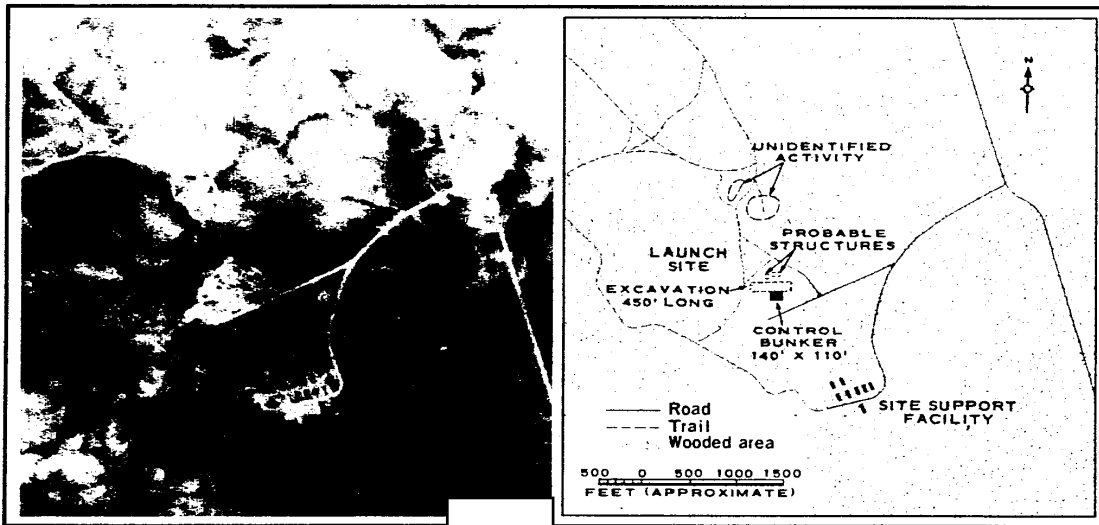 N
UNIDENTIFIED
ACTIVITY
PROBABLE
STRUCTURES
LAUNCH
SITE
EXCAVATION
450' LONG
CONTROL
BUNKER
140' X 110'
SITE SUPPORT
FACILITY
Road
Trail
Wooded area
500 0 500 1000 1500
FEET (APPROXIMATE)